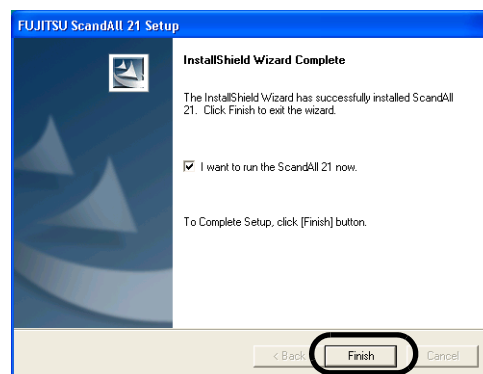 FUJITSU ScandAll 21 Setup
InstallShield Wizard Complete
The InstallShield Wizard has successfully installed ScandAll
21. Click Finish to exit the wizard.
I want to run the ScandAll 21 now.
To Complete Setup, click [Finish] button.
< Back
Finish
Cancel